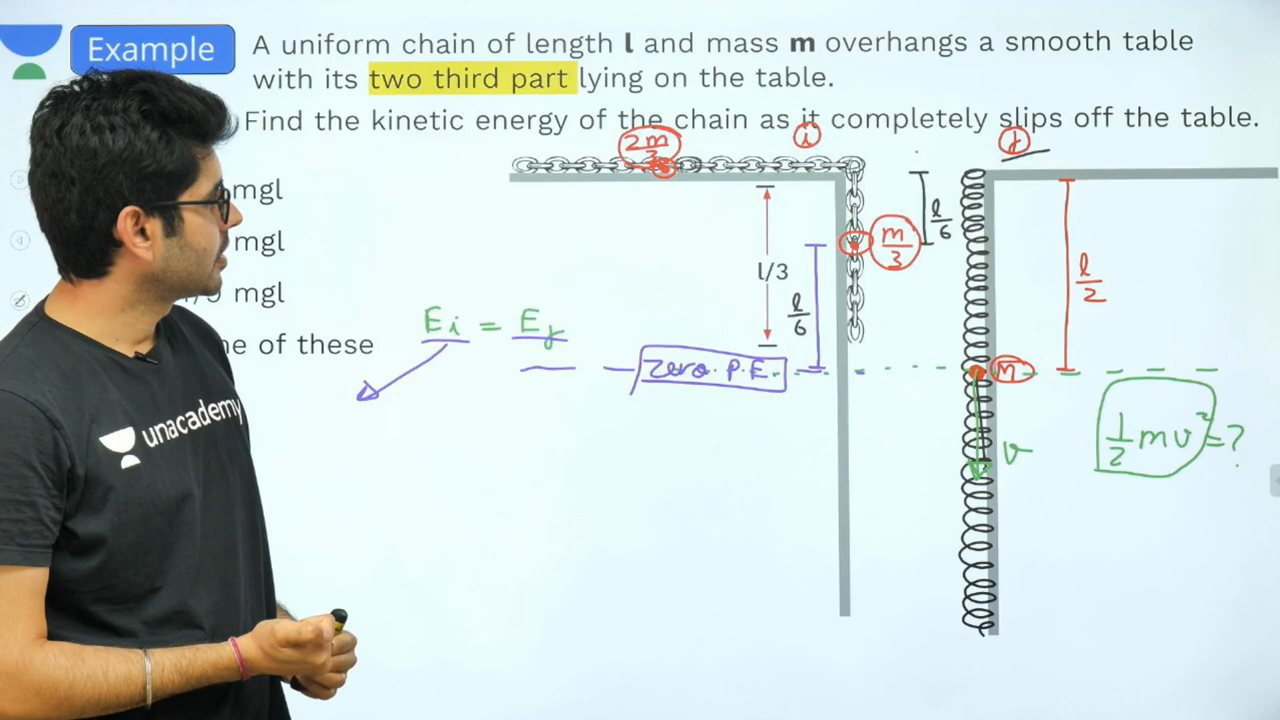 Example
A uniform chain of length l and mass m overhangs a smooth table
with its two third part lying on the table.
Find the kinetic energy of the chain as it completely slips off the table.
mgl
mgl
mgl
of these
2m/3
i
f
l/6
m/3
l/3
l/6
l/2
Ei = Ef
Zero P.E.
m
v
1/2 mv² = ?
unacademy